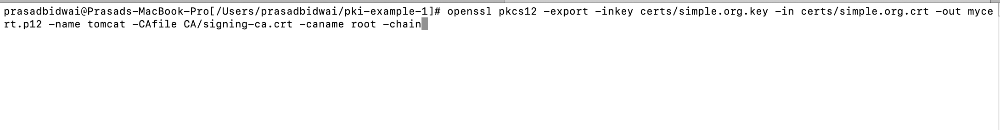 prasadbidwai@Prasads-MacBook-Pro[/Users/prasadbidwai/pki-example-1]# openssl pkcs12 -export -inkey certs/simple.org.key -in certs/simple.org.crt -out myce
rt.p12 -name tomcat -CAfile CA/signing-ca.crt -caname root -chain